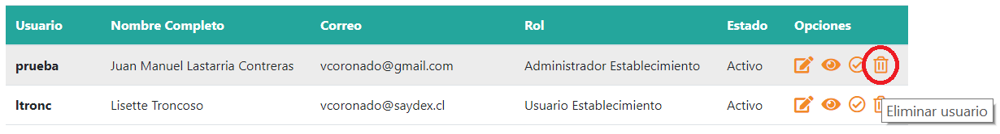 Usuario Nombre Completo Correo Rol Estado Opciones
prueba Juan Manuel Lastarria Contreras vcoronado@gmail.com Administrador Establecimiento Activo
ltronc Lisette Troncoso vcoronado@saydex.cl Usuario Establecimiento Activo
Eliminar usuario